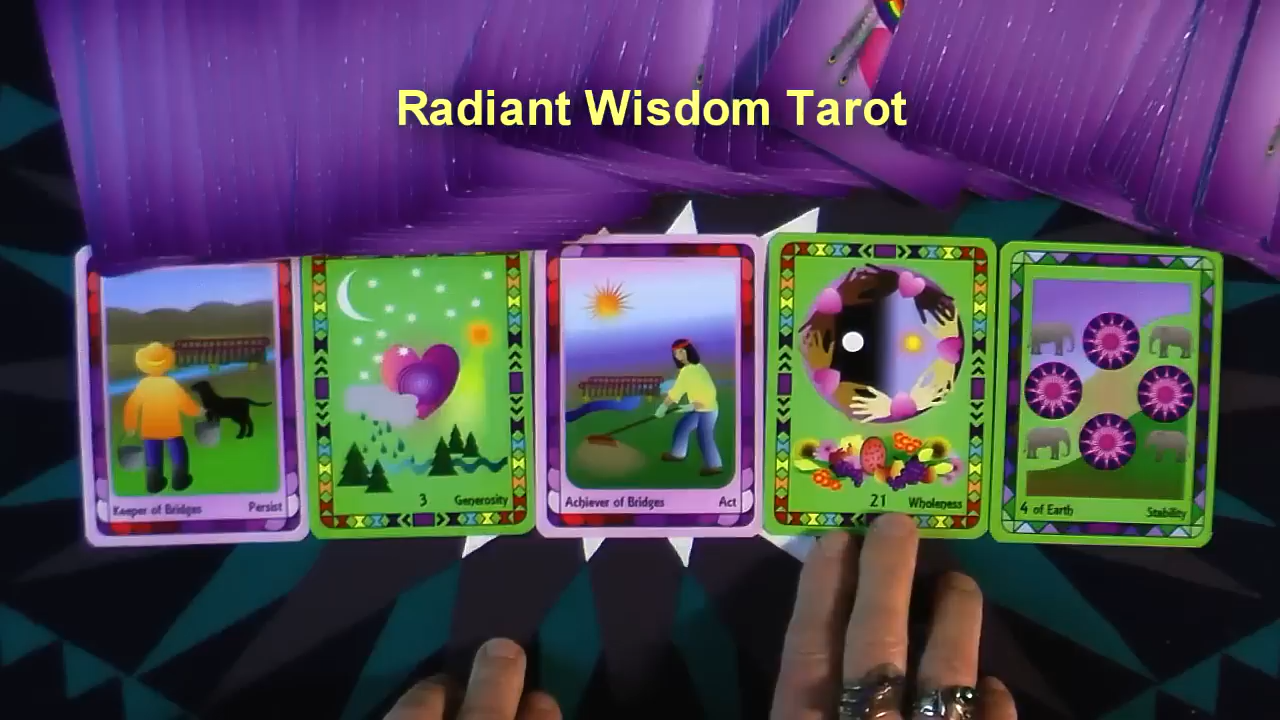 Radiant Wisdom Tarot
Keeper of Bridges Persist
3 Generosity
Achiever of Bridges Act
21 Wholeness
4 of Earth Stability